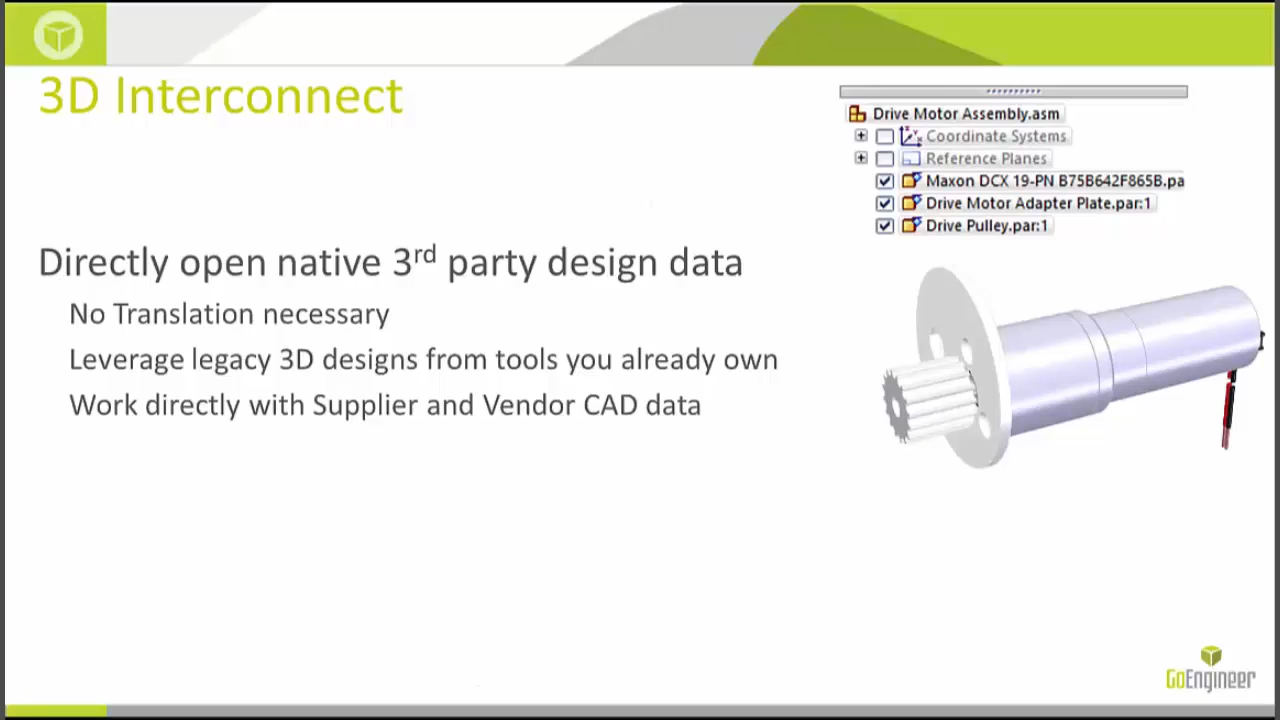 3D Interconnect
Drive Motor Assembly.asm
Coordinate Systems
Reference Planes
Maxon DCX 19-PN B75B642F865B.pa
Drive Motor Adapter Plate.par:1
Drive Pulley.par:1
Directly open native 3rd party design data
No Translation necessary
Leverage legacy 3D designs from tools you already own
Work directly with Supplier and Vendor CAD data
GoEngineer